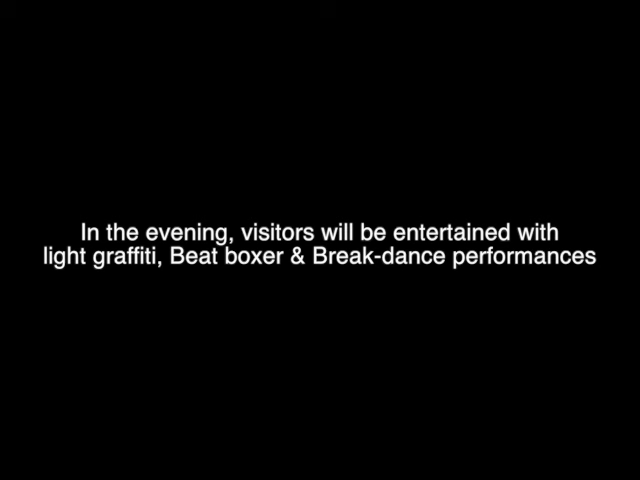 In the evening, visitors will be entertained with
light graffiti, Beat boxer & Break-dance performances